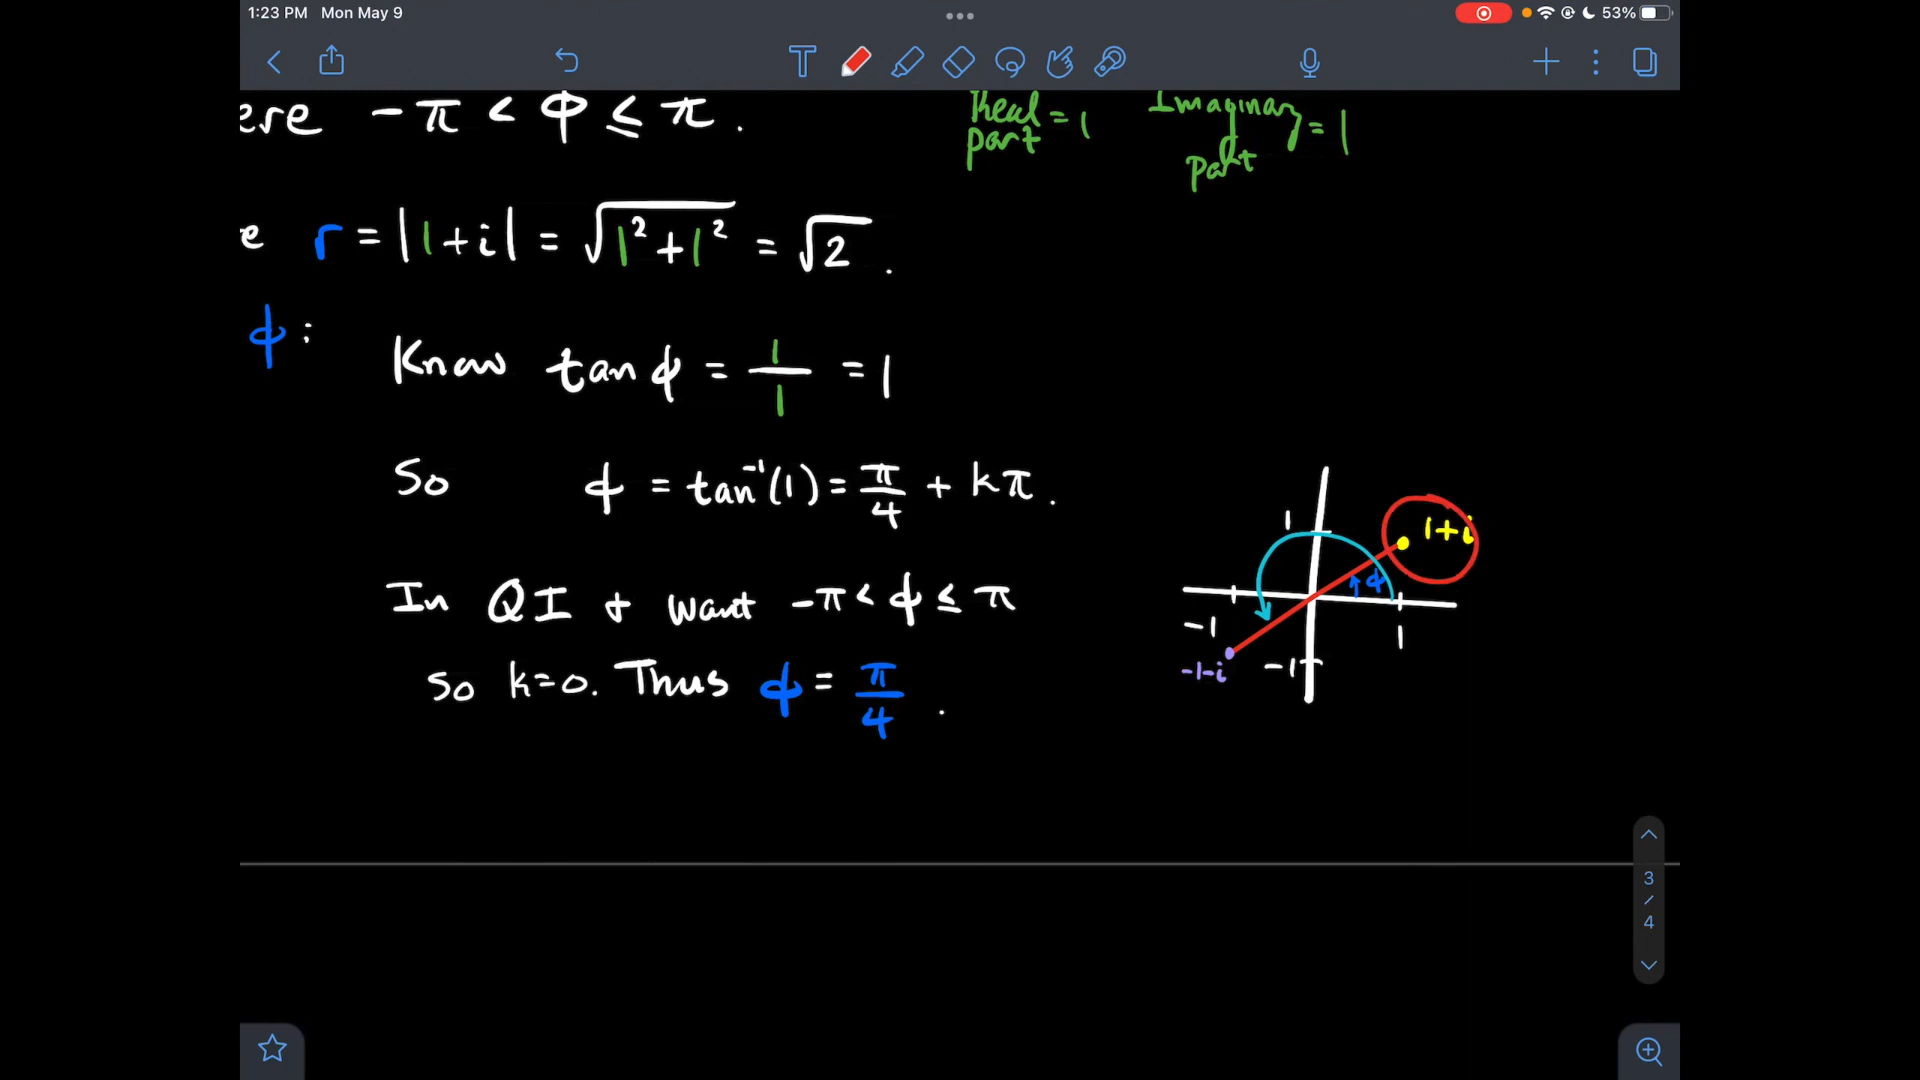 1:23 PM Mon May 9
53%
ere -π < Φ ≤ π.
Real part = 1
Imaginary part = 1
e r = |1+i| = √(1² + 1²) = √2.
ϕ:
Know tan ϕ = 1/1 = 1
So ϕ = tan⁻¹(1) = π/4 + kπ.
In QI + want -π < ϕ ≤ π
so k=0. Thus ϕ = π/4.
1
1+i
ϕ
-1
1
-1-i
-1
3
/
4